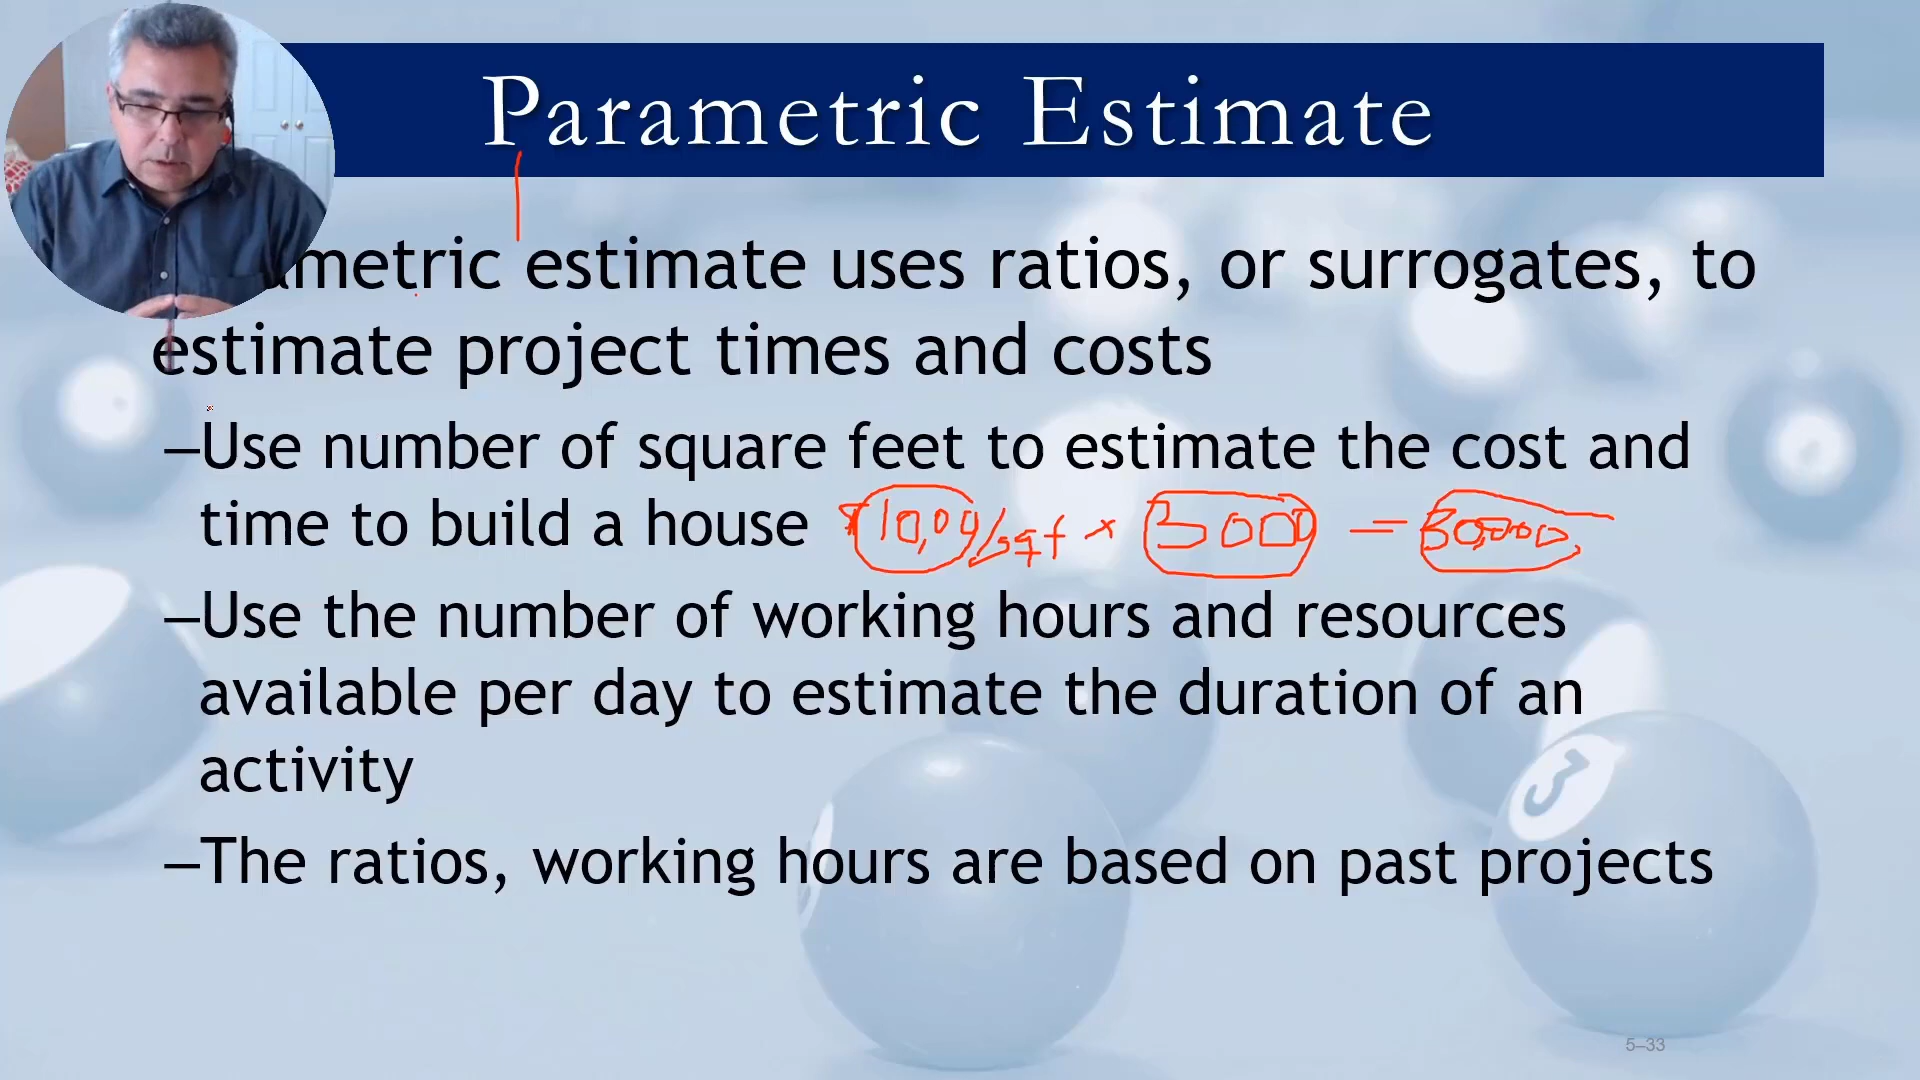 Parametric Estimate
ametric estimate uses ratios, or surrogates, to
estimate project times and costs
–Use number of square feet to estimate the cost and
time to build a house $10,00/sqft × 3000 = 30,000
–Use the number of working hours and resources
available per day to estimate the duration of an
activity
–The ratios, working hours are based on past projects
3
5–33